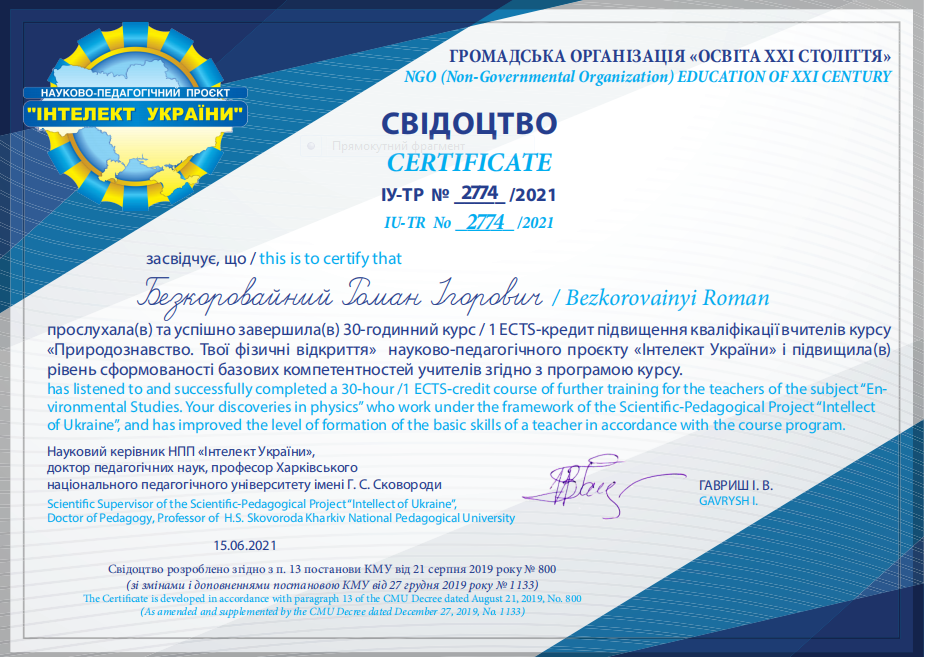 НАУКОВО-ПЕДАГОГІЧНИЙ ПРОЄКТ
"ІНТЕЛЕКТ УКРАЇНИ"
ГРОМАДСЬКА ОРГАНІЗАЦІЯ «ОСВІТА XXI СТОЛІТТЯ»
NGO (Non-Governmental Organization) EDUCATION OF XXI CENTURY
СВІДОЦТВО
Прямокутний фрагмент
CERTIFICATE
ІУ-ТР № 2774 /2021
IU-TR No 2774 /2021
засвідчує, що / this is to certify that
Безкоровайний Роман Ігорович / Bezkorovainyi Roman
прослухала(в) та успішно завершила(в) 30-годинний курс / 1 ECTS-кредит підвищення кваліфікації вчителів курсу
«Природознавство. Твої фізичні відкриття» науково-педагогічного проєкту «Інтелект України» і підвищила(в)
рівень сформованості базових компетентностей учителів згідно з програмою курсу.
has listened to and successfully completed a 30-hour /1 ECTS-credit course of further training for the teachers of the subject “En-
vironmental Studies. Your discoveries in physics” who work under the framework of the Scientific-Pedagogical Project “Intellect
of Ukraine”, and has improved the level of formation of the basic skills of a teacher in accordance with the course program.
Науковий керівник НПП «Інтелект України»,
доктор педагогічних наук, професор Харківського
національного педагогічного університету імені Г. С. Сковороди
ГАВРИШ І. В.
GAVRYSH I.
Scientific Supervisor of the Scientific-Pedagogical Project “Intellect of Ukraine”,
Doctor of Pedagogy, Professor of H.S. Skovoroda Kharkiv National Pedagogical University
15.06.2021
Свідоцтво розроблено згідно з п. 13 постанови КМУ від 21 серпня 2019 року № 800
(зі змінами і доповненнями постановою КМУ від 27 грудня 2019 року № 1133)
The Certificate is developed in accordance with paragraph 13 of the CMU Decree dated August 21, 2019, No. 800
(As amended and supplemented by the CMU Decree dated December 27, 2019, No. 1133)